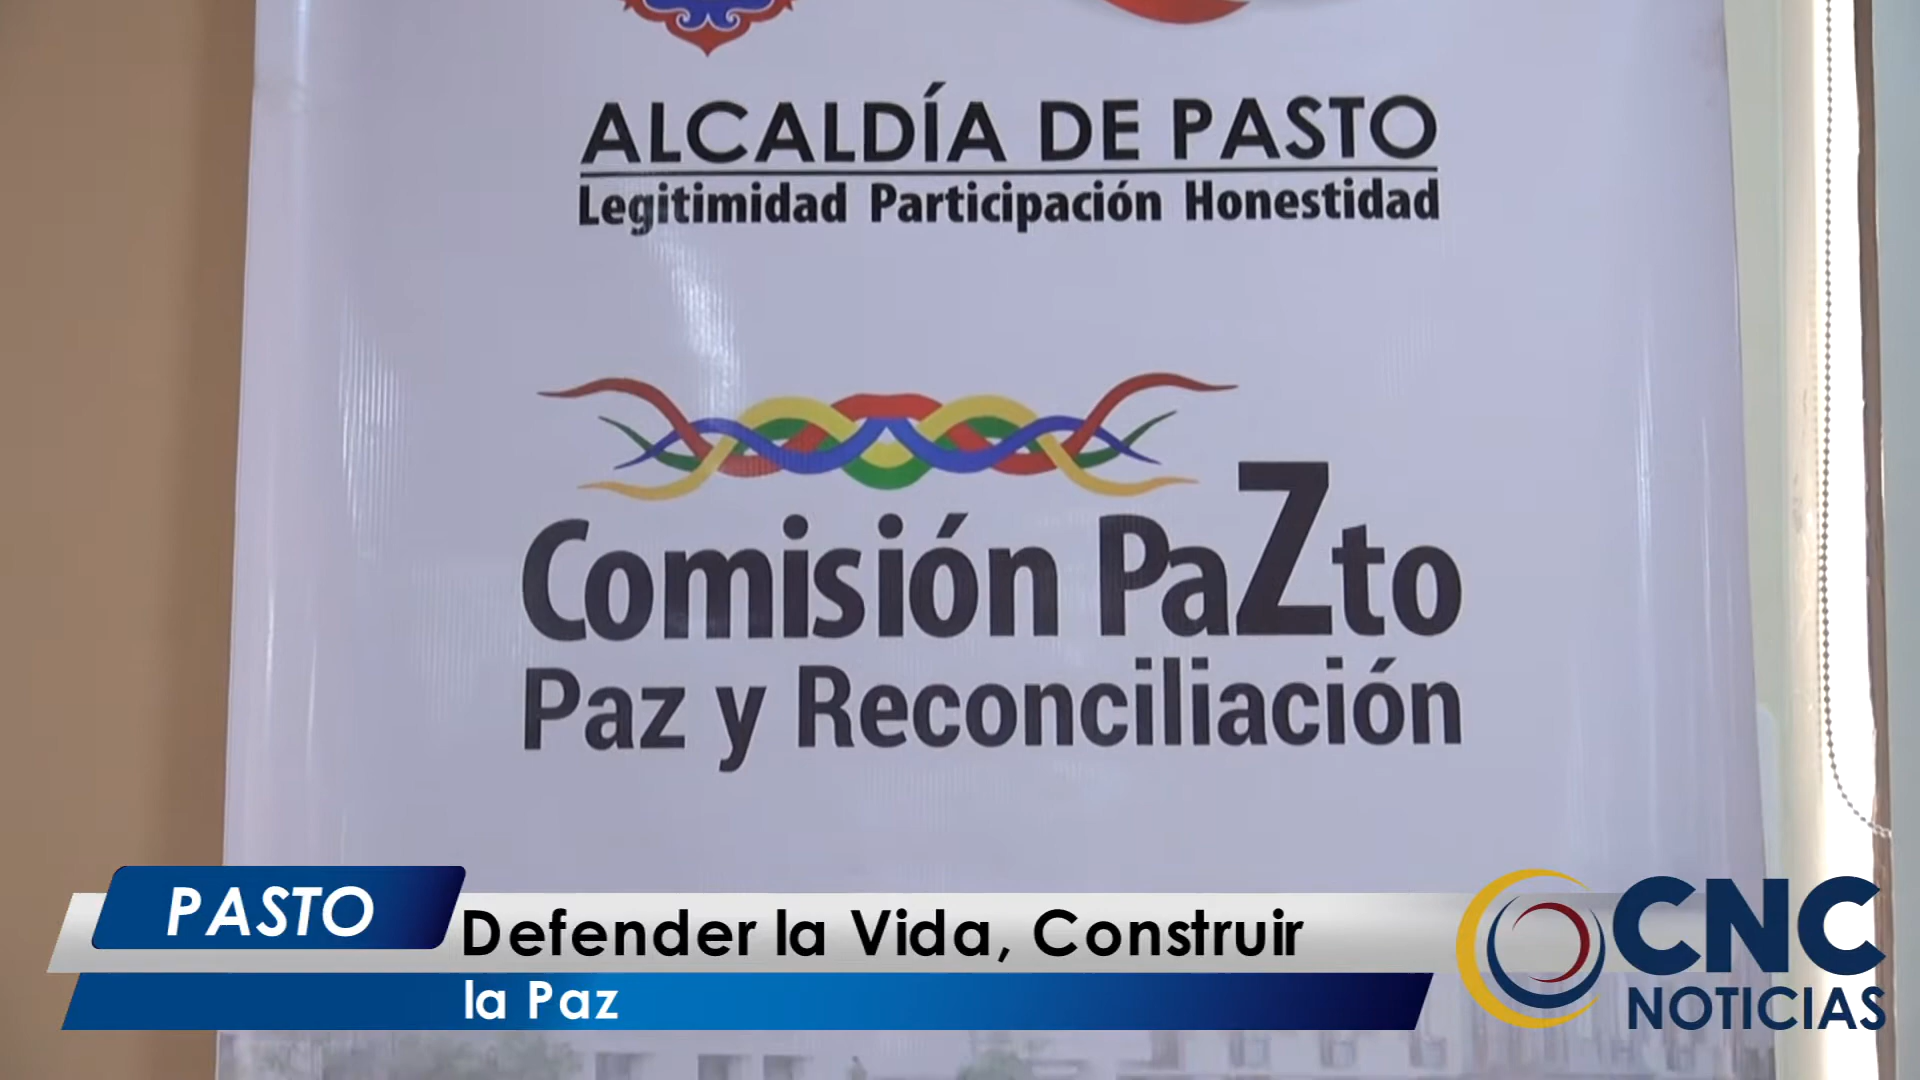 ALCALDÍA DE PASTO
Legitimidad Participación Honestidad
Comisión PaZto
Paz y Reconciliación
PASTO
Defender la Vida, Construir
la Paz
CNC
NOTICIAS